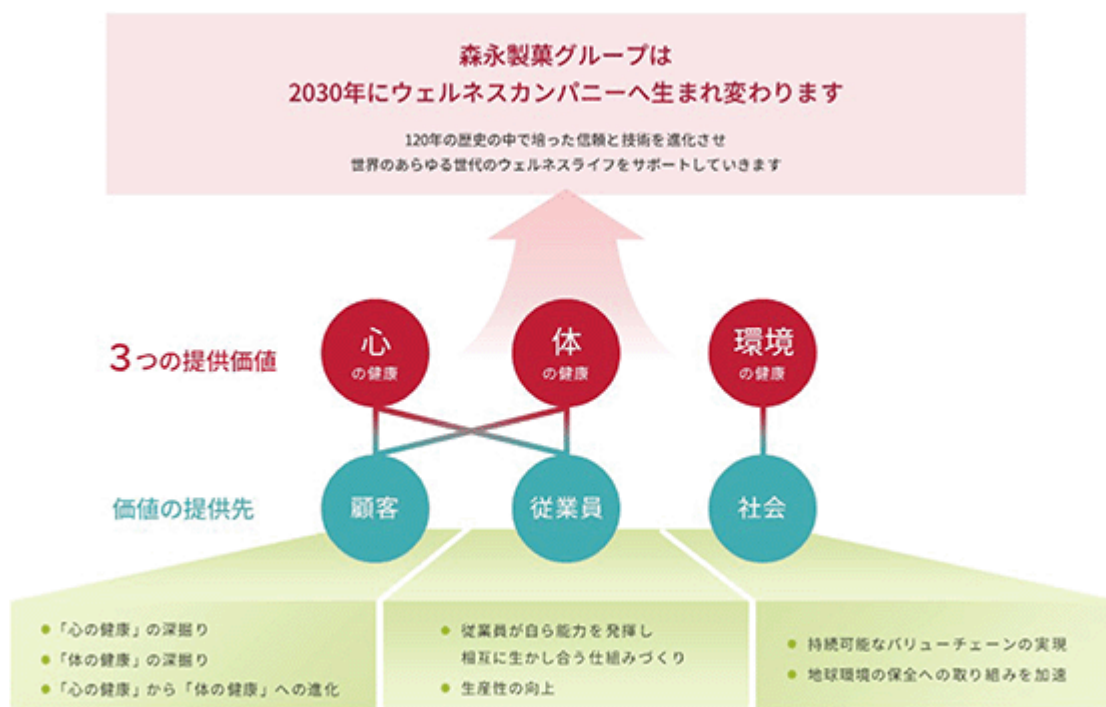 森永製菓グループは
2030年にウェルネスカンパニーへ生まれ変わります
120年の歴史の中で培った信頼と技術を進化させ
世界のあらゆる世代のウェルネスライフをサポートしていきます
3つの提供価値
心
の健康
体
の健康
環境
の健康
価値の提供先
顧客
従業員
社会
●「心の健康」の深掘り
●「体の健康」の深掘り
●「心の健康」から「体の健康」への進化
● 従業員が自ら能力を発揮し
相互に生かし合う仕組みづくり
● 生産性の向上
● 持続可能なバリューチェーンの実現
● 地球環境の保全への取り組みを加速